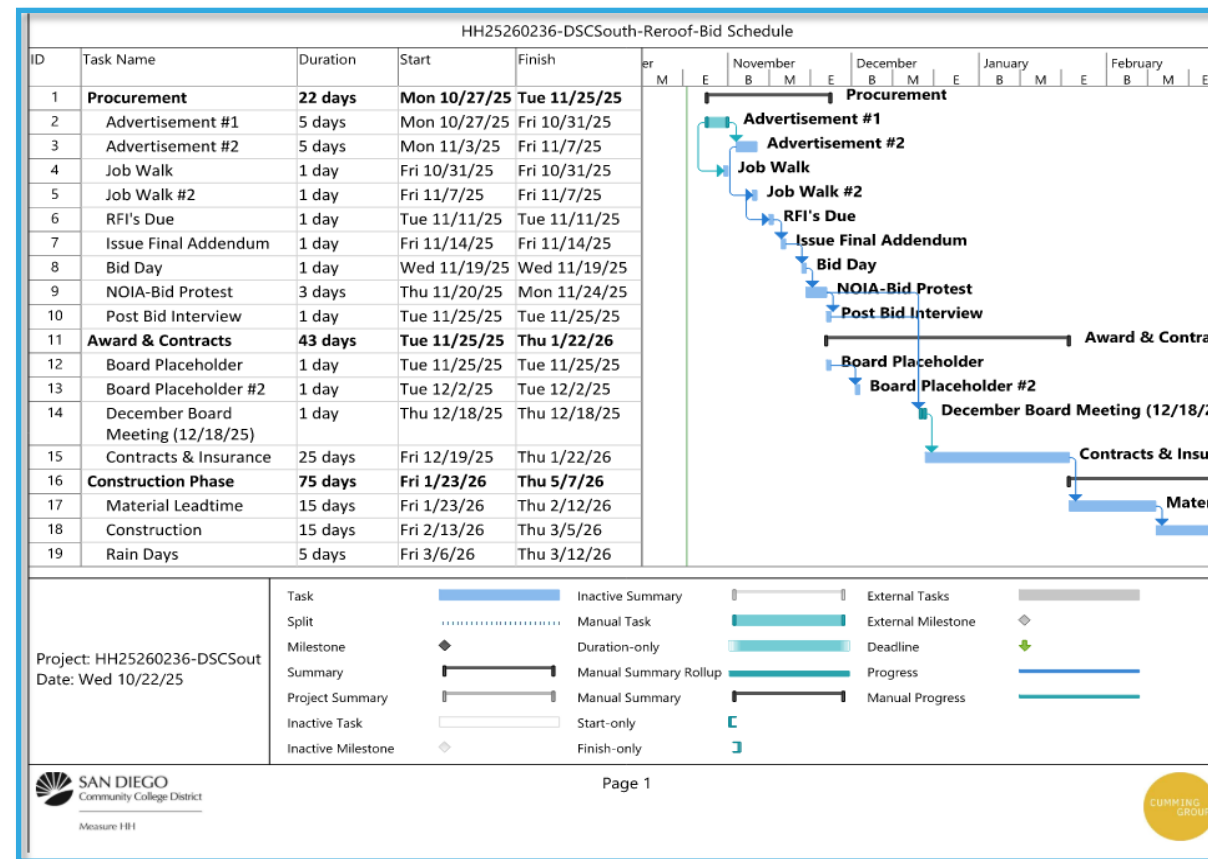 HH25260236-DSCSouth-Reroof-Bid Schedule
ID Task Name Duration Start Finish er November December January February
M E B M E B M E B M E B M E
1 Procurement 22 days Mon 10/27/25 Tue 11/25/25 Procurement
2 Advertisement #1 5 days Mon 10/27/25 Fri 10/31/25 Advertisement #1
3 Advertisement #2 5 days Mon 11/3/25 Fri 11/7/25 Advertisement #2
4 Job Walk 1 day Fri 10/31/25 Fri 10/31/25 Job Walk
5 Job Walk #2 1 day Fri 11/7/25 Fri 11/7/25 Job Walk #2
6 RFI's Due 1 day Tue 11/11/25 Tue 11/11/25 RFI's Due
7 Issue Final Addendum 1 day Fri 11/14/25 Fri 11/14/25 Issue Final Addendum
8 Bid Day 1 day Wed 11/19/25 Wed 11/19/25 Bid Day
9 NOIA-Bid Protest 3 days Thu 11/20/25 Mon 11/24/25 NOIA-Bid Protest
10 Post Bid Interview 1 day Tue 11/25/25 Tue 11/25/25 Post Bid Interview
11 Award & Contracts 43 days Tue 11/25/25 Thu 1/22/26 Award & Contra
12 Board Placeholder 1 day Tue 11/25/25 Tue 11/25/25 Board Placeholder
13 Board Placeholder #2 1 day Tue 12/2/25 Tue 12/2/25 Board Placeholder #2
14 December Board 1 day Thu 12/18/25 Thu 12/18/25 December Board Meeting (12/18/2
Meeting (12/18/25)
15 Contracts & Insurance 25 days Fri 12/19/25 Thu 1/22/26 Contracts & Insu
16 Construction Phase 75 days Fri 1/23/26 Thu 5/7/26
17 Material Leadtime 15 days Fri 1/23/26 Thu 2/12/26 Mater
18 Construction 15 days Fri 2/13/26 Thu 3/5/26
19 Rain Days 5 days Fri 3/6/26 Thu 3/12/26
Project: HH25260236-DSCSout
Date: Wed 10/22/25
Task Inactive Summary External Tasks
Split Manual Task External Milestone
Milestone Duration-only Deadline
Summary Manual Summary Rollup Progress
Project Summary Manual Summary Manual Progress
Inactive Task Start-only
Inactive Milestone Finish-only
SAN DIEGO
Community College District
Measure HH
Page 1
CUMMING
GROUP